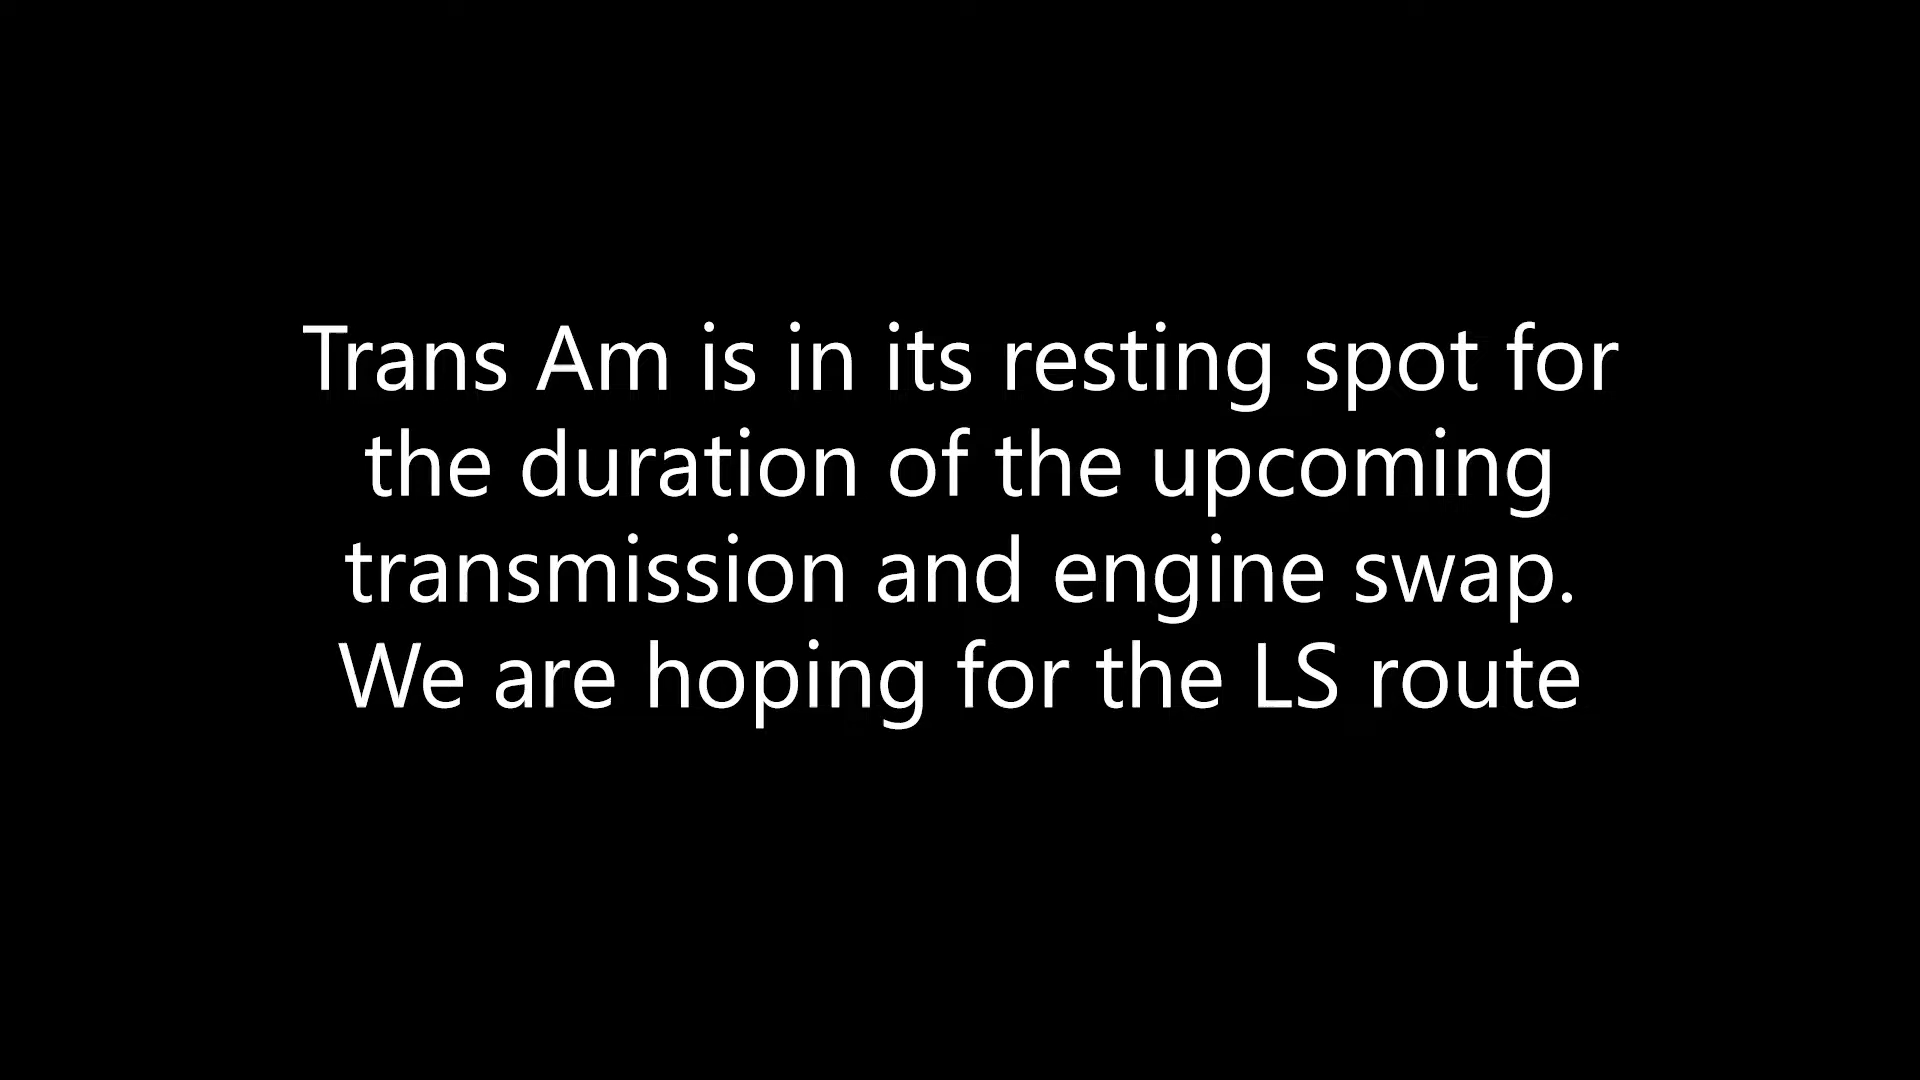 Trans Am is in its resting spot for
the duration of the upcoming
transmission and engine swap.
We are hoping for the LS route